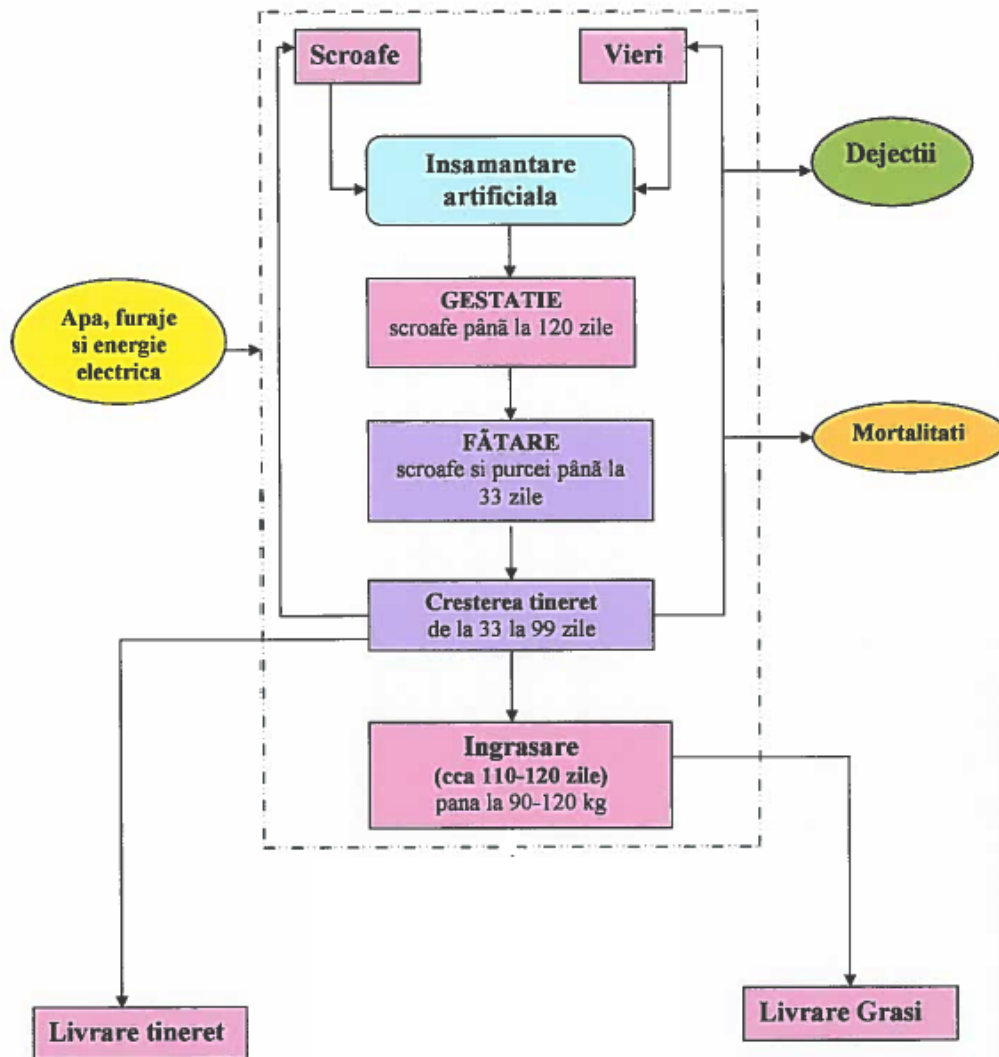 Scroafe
Vieri
Insamantare
artificiala
Dejectii
GESTATIE
scroafe până la 120 zile
Apa, furaje
si energie
electrica
FÃTARE
scroafe si purcei până la
33 zile
Mortalitati
Cresterea tineret
de la 33 la 99 zile
Ingrasare
(cca 110-120 zile)
pana la 90-120 kg
Livrare tineret
Livrare Grasi